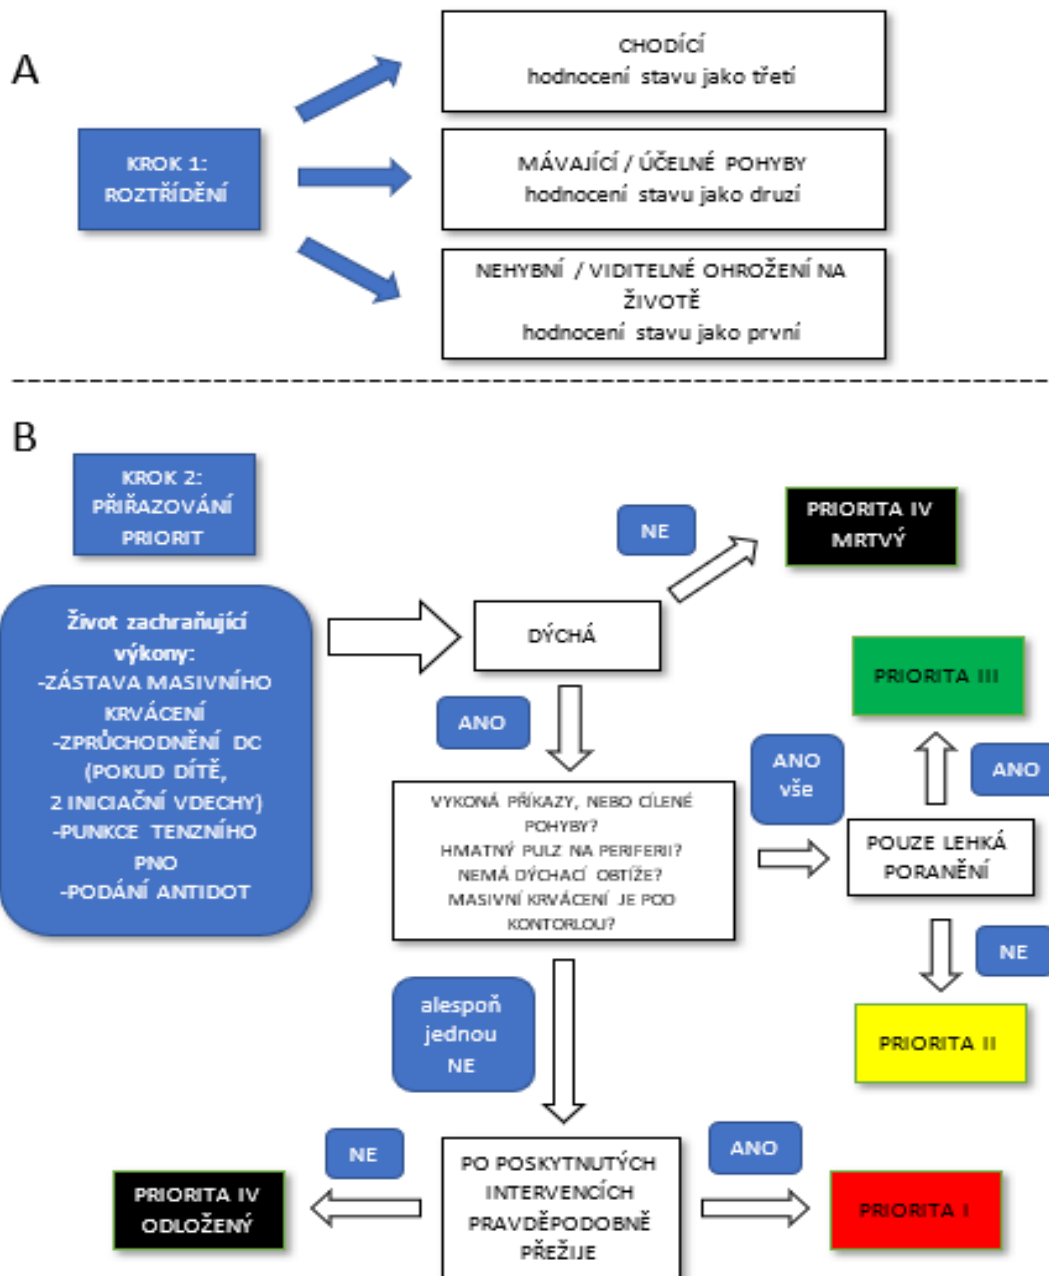 A
KROK 1:
ROZTŘÍDĚNÍ
CHODÍCÍ
hodnocení stavu jako třetí
MÁVAJÍCÍ / ÚČELNÉ POHYBY
hodnocení stavu jako druzí
NEHYBNÍ / VIDITELNÉ OHROŽENÍ NA
ŽIVOTĚ
hodnocení stavu jako první
B
KROK 2:
PŘIŘAZOVÁNÍ
PRIORIT
Život zachraňující
výkony:
-ZÁSTAVA MASIVNÍHO
KRVÁCENÍ
-ZPRŮCHODNĚNÍ DC
(POKUD DÍTĚ,
2 INICIAČNÍ VDECHY)
-PUNKCE TENZNÍHO
PNO
-PODÁNÍ ANTIDOT
DÝCHÁ
NE
PRIORITA IV
MRTVÝ
ANO
VYKONÁ PŘÍKAZY, NEBO CÍLENÉ
POHYBY?
HMATNÝ PULZ NA PERIFERII?
NEMÁ DÝCHACÍ OBTÍŽE?
MASIVNÍ KRVÁCENÍ JE POD
KONTORLOU?
ANO
vše
POUZE LEHKÁ
PORANĚNÍ
ANO
PRIORITA III
NE
PRIORITA II
alespoň
jednou
NE
PO POSKYTNUTÝCH
INTERVENCÍCH
PRAVDĚPODOBNĚ
PŘEŽIJE
NE
PRIORITA IV
ODLOŽENÝ
ANO
PRIORITA I